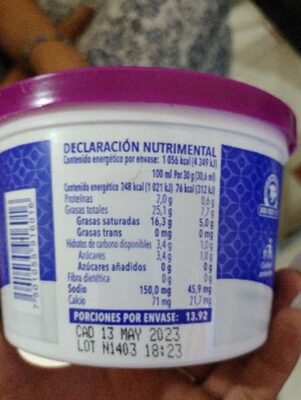 DECLARACIÓN NUTRIMENTAL
Contenido energético por envase: 1 056 kcal (4 349 kJ)
100 ml Por 30 g (30,6 ml)
Contenido energético 248 kcal (1 021 kJ) 76 kcal (312 kJ)
Proteínas 2,0 g 0,6 g
Grasas totales 25,1 g 7,7 g
Grasas saturadas 16,3 g 5,0 g
Grasas trans 0 mg 0 mg
Hidratos de carbono disponibles 3,4 g 1,0 g
Azúcares 3,4 g 1,0 g
Azúcares añadidos 0 g 0 g
Fibra dietética 0 g 0 g
Sodio 150,0 mg 45,9 mg
Calcio 71 mg 21,7 mg
PORCIONES POR ENVASE: 13.92
CAD 13 MAY 2023
LOT N1403 18:23